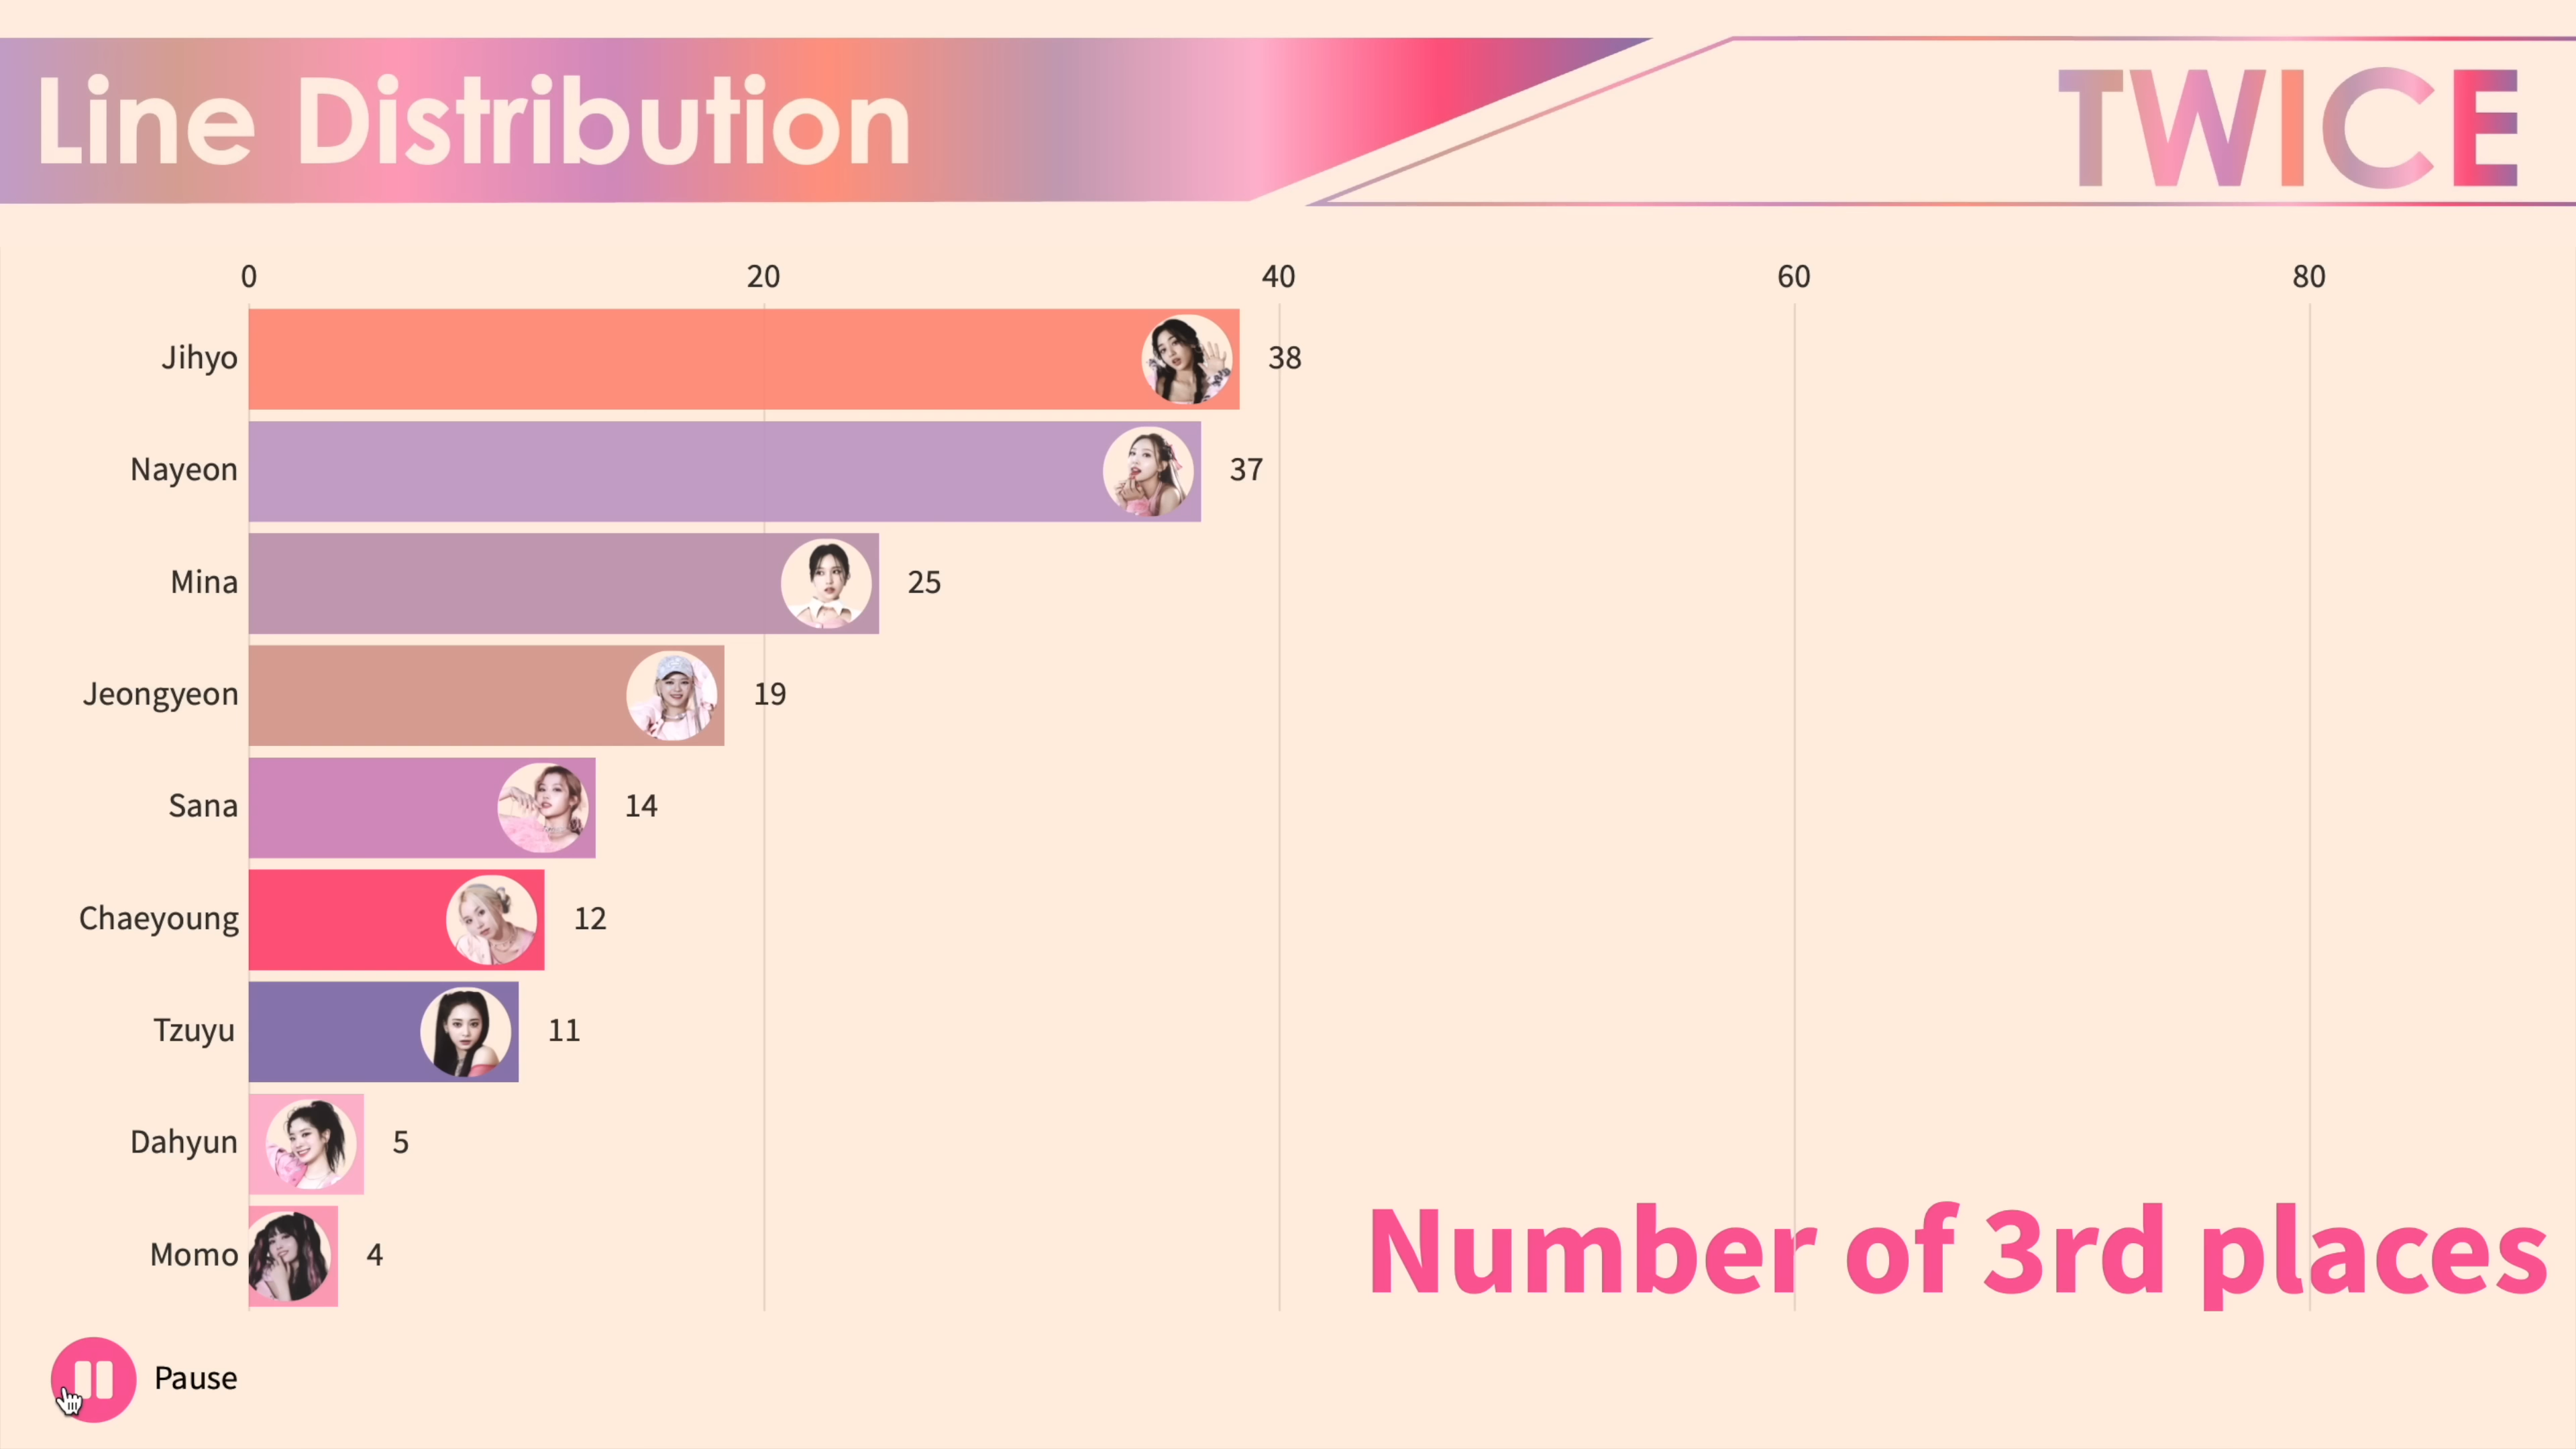 Line Distribution
TWICE
0 20 40 60 80
Jihyo 38
Nayeon 37
Mina 25
Jeongyeon 19
Sana 14
Chaeyoung 12
Tzuyu 11
Dahyun 5
Momo 4
Number of 3rd places
Pause